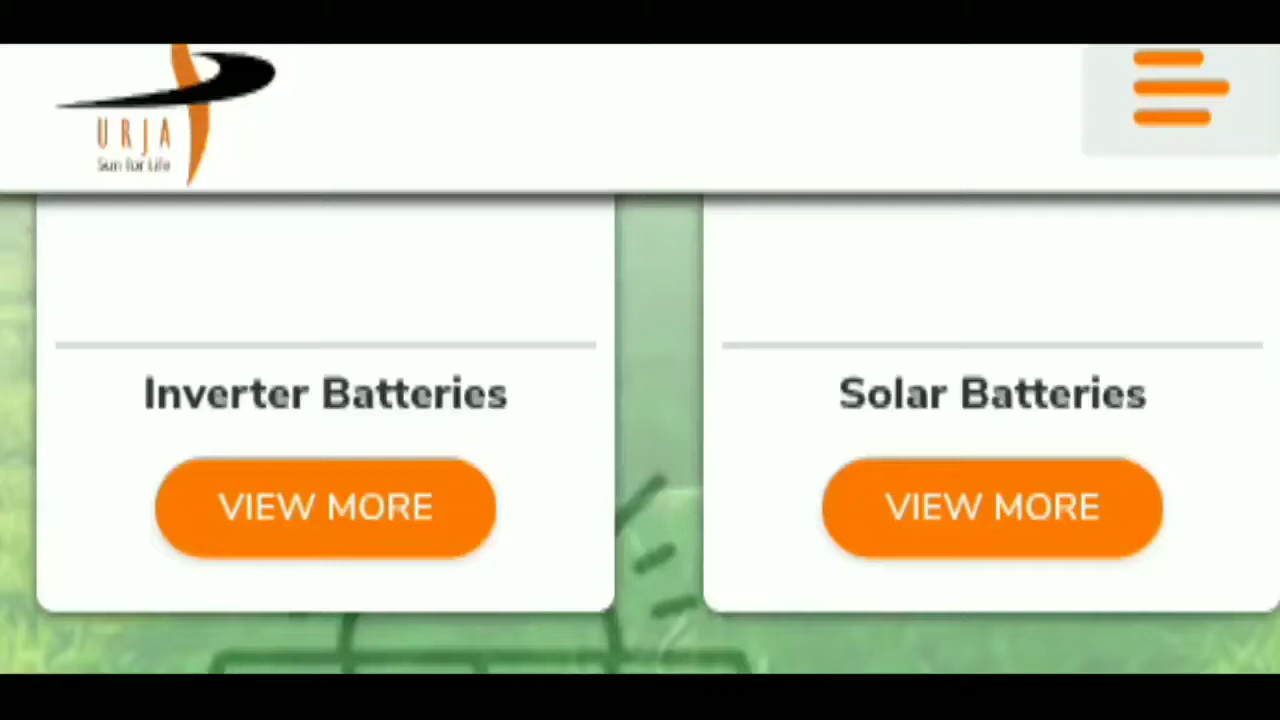 URJA
Sun for Life
Inverter Batteries
Solar Batteries
VIEW MORE
VIEW MORE